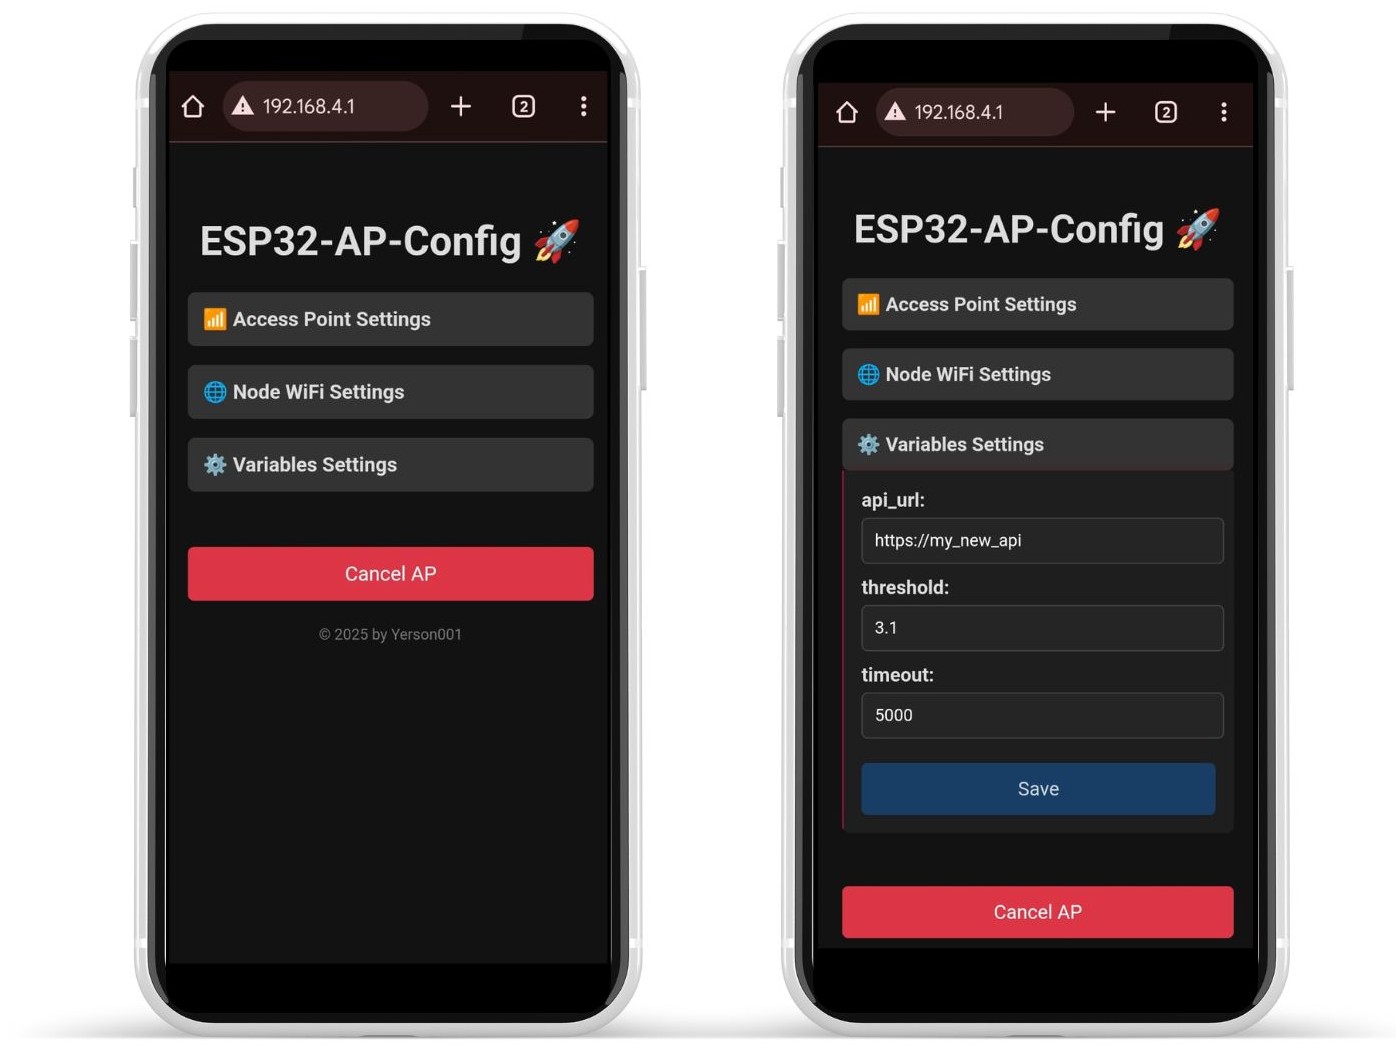 192.168.4.1
2
ESP32-AP-Config 🚀
📶 Access Point Settings
🌐 Node WiFi Settings
⚙️ Variables Settings
Cancel AP
© 2025 by Yerson001
192.168.4.1
2
ESP32-AP-Config 🚀
📶 Access Point Settings
🌐 Node WiFi Settings
⚙️ Variables Settings
api_url:
https://my_new_api
threshold:
3.1
timeout:
5000
Save
Cancel AP